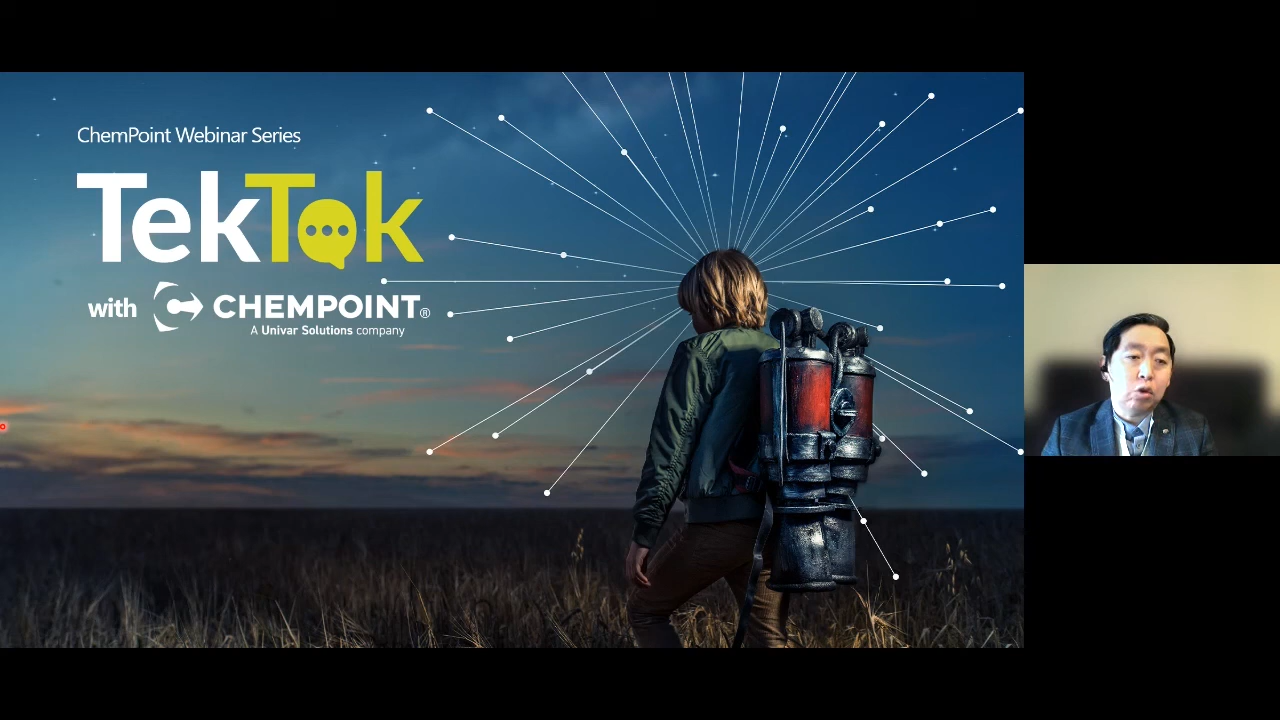 ChemPoint Webinar Series
TekTok
with CHEMPOINT®
A Univar Solutions company